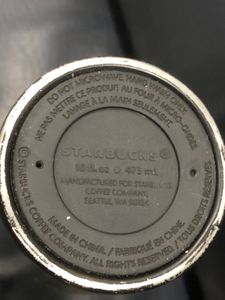 DO NOT MICROWAVE. HAND WASH ONLY.
NE PAS METTRE CE PRODUIT AU FOUR À MICRO-ONDES.
LAVAGE À LA MAIN SEULEMENT.
STARBUCKS®
16 fl. oz 473 mL
MANUFACTURED FOR STARBUCKS
COFFEE COMPANY,
SEATTLE, WA 98134
MADE IN CHINA. / FABRIQUÉ EN CHINE
©STARBUCKS COFFEE COMPANY. ALL RIGHTS RESERVED / TOUS DROITS RÉSERVÉS.